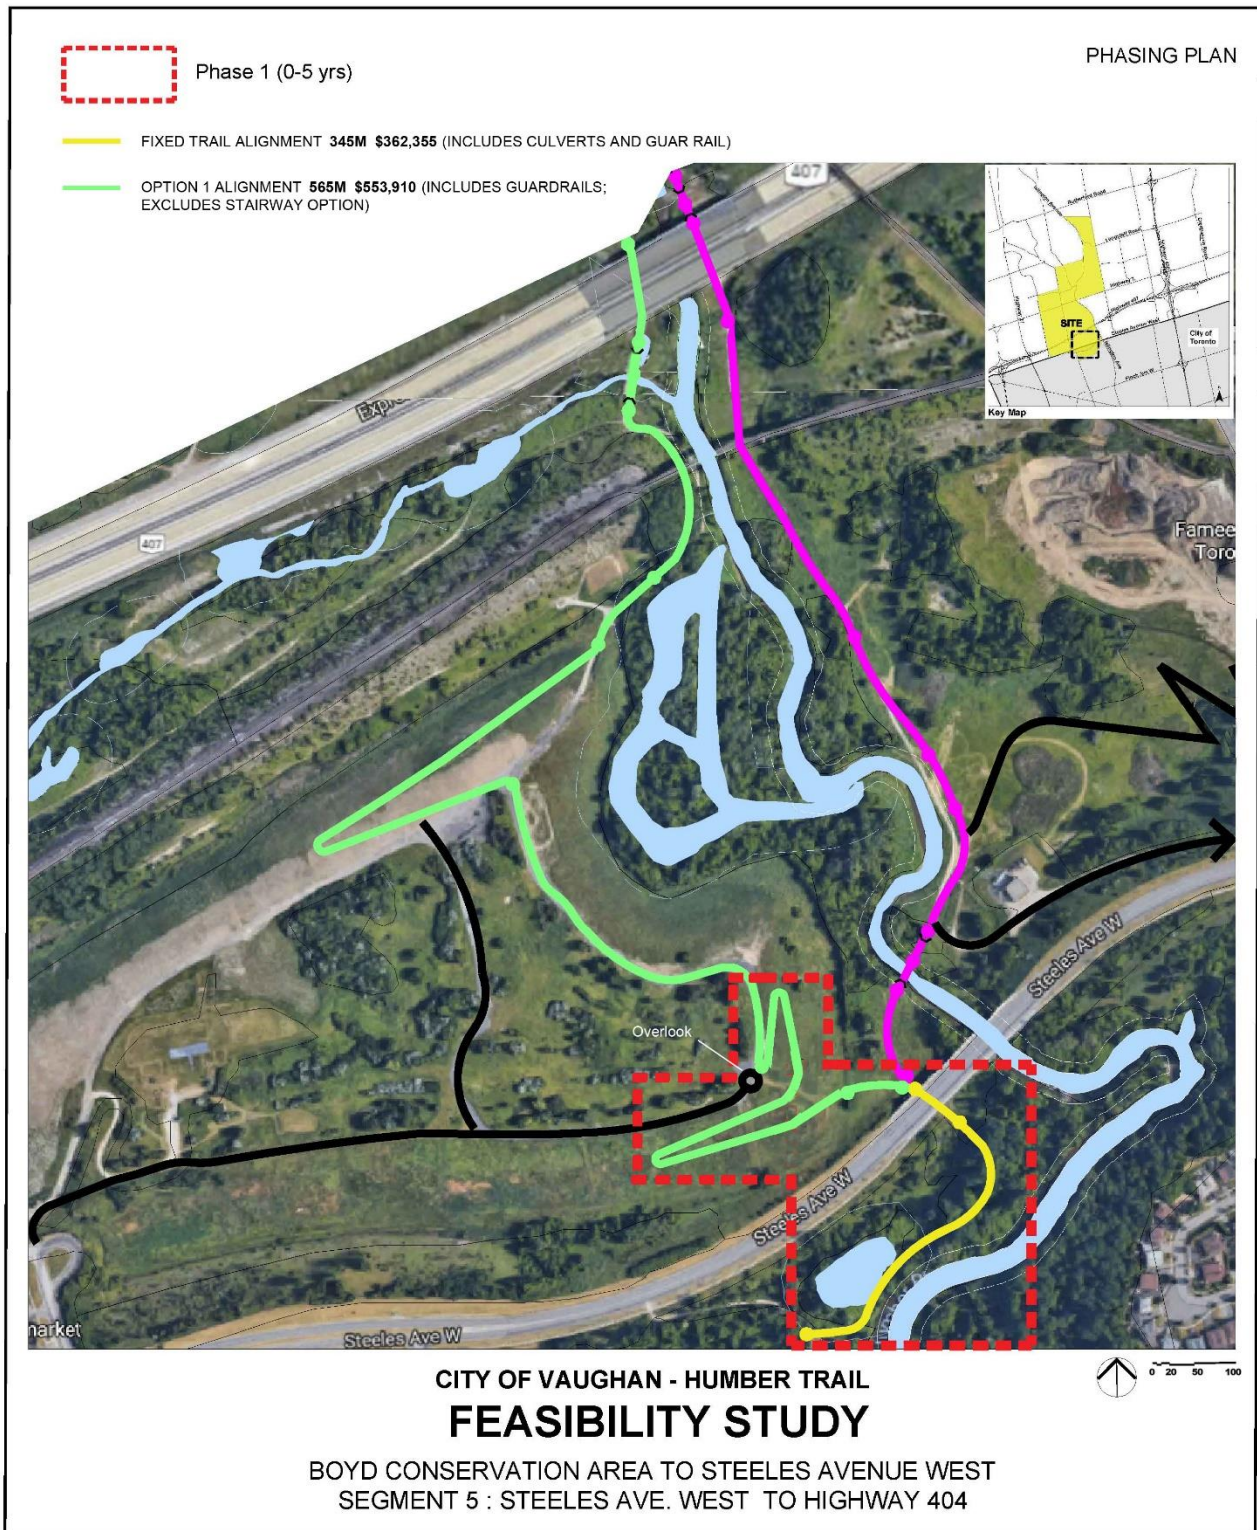 PHASING PLAN
Phase 1 (0-5 yrs)
FIXED TRAIL ALIGNMENT 345M $362,355 (INCLUDES CULVERTS AND GUAR RAIL)
OPTION 1 ALIGNMENT 565M $553,910 (INCLUDES GUARDRAILS;
EXCLUDES STAIRWAY OPTION)
407
SITE
City of
Toronto
Key Map
Expr
407
Famee
Toro
Steeles Ave W
Overlook
Steeles Ave W
Steeles Ave W
market
0 20 50 100
CITY OF VAUGHAN - HUMBER TRAIL
FEASIBILITY STUDY
BOYD CONSERVATION AREA TO STEELES AVENUE WEST
SEGMENT 5 : STEELES AVE. WEST TO HIGHWAY 404